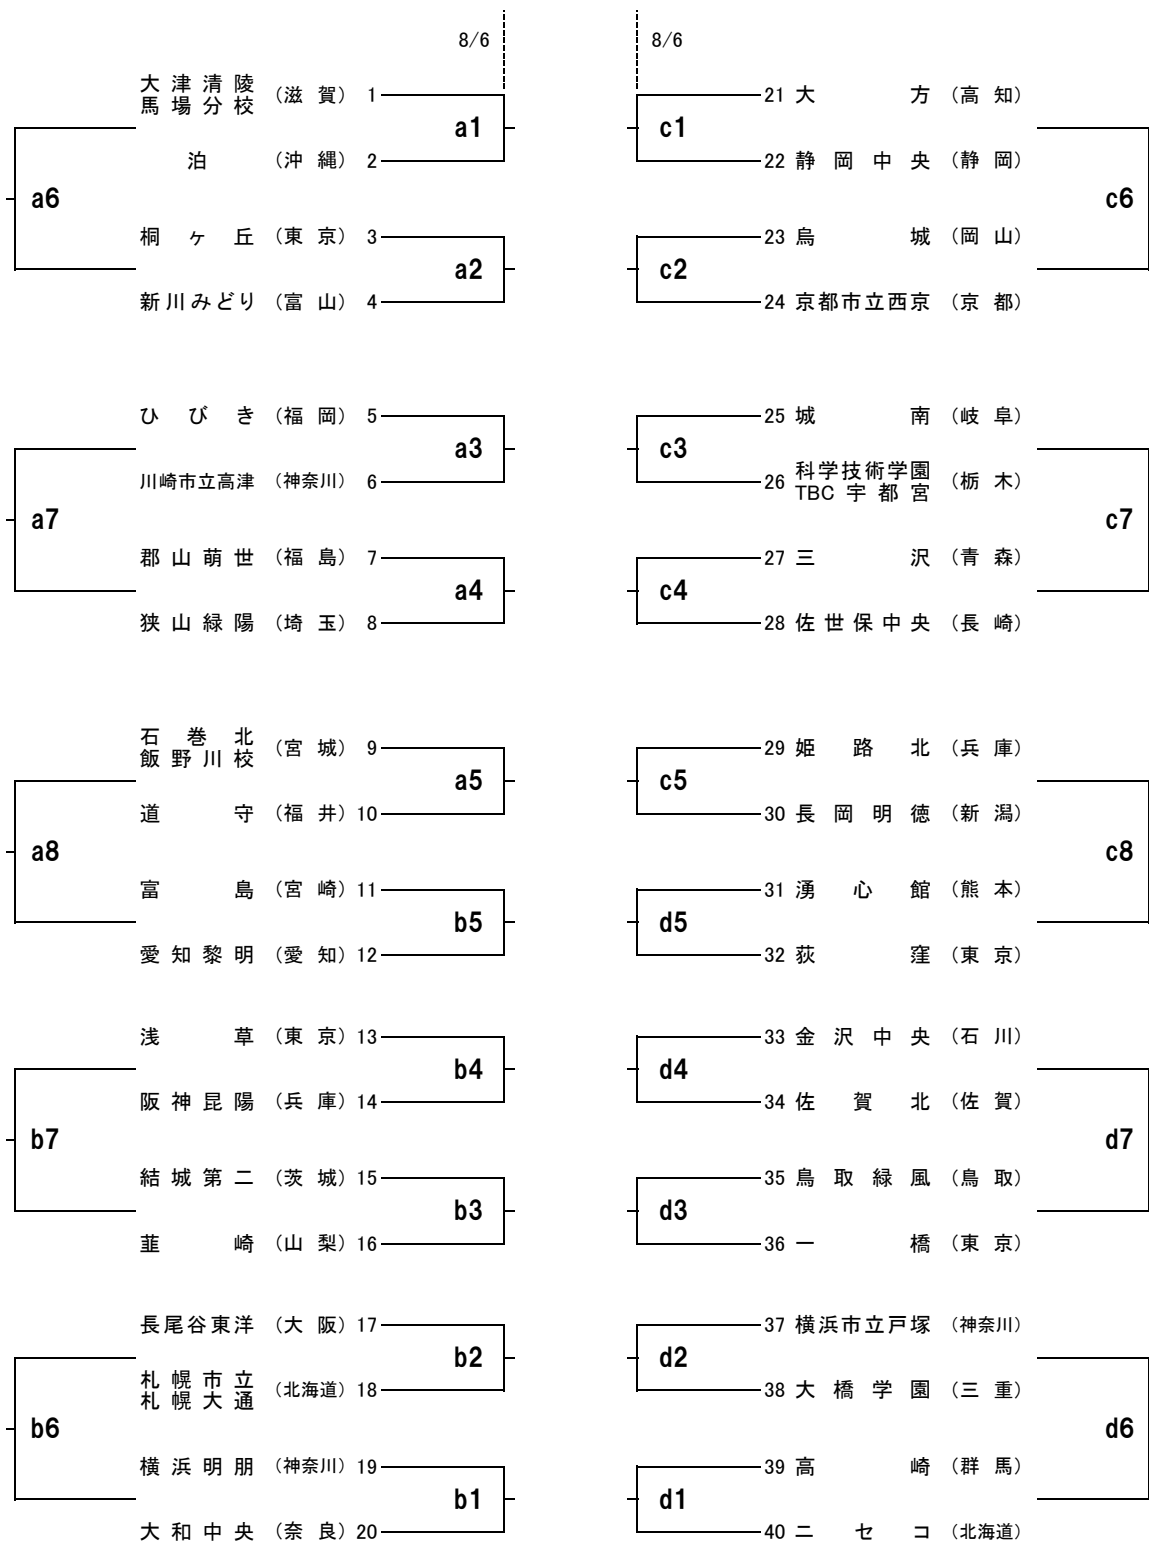 8/6
8/6
大津清陵
馬場分校 (滋賀) 1
a1
泊 (沖縄) 2
a6
桐ヶ丘 (東京) 3
a2
新川みどり (富山) 4
ひびき (福岡) 5
a3
川崎市立高津 (神奈川) 6
a7
郡山萌世 (福島) 7
a4
狭山緑陽 (埼玉) 8
石巻北
飯野川校 (宮城) 9
a5
道守 (福井) 10
a8
富島 (宮崎) 11
b5
愛知黎明 (愛知) 12
浅草 (東京) 13
b4
阪神昆陽 (兵庫) 14
b7
結城第二 (茨城) 15
b3
韮崎 (山梨) 16
長尾谷東洋 (大阪) 17
b2
札幌市立
札幌大通 (北海道) 18
b6
横浜明朋 (神奈川) 19
b1
大和中央 (奈良) 20
21 大方 (高知)
c1
22 静岡中央 (静岡)
c6
23 烏城 (岡山)
c2
24 京都市立西京 (京都)
25 城南 (岐阜)
c3
26 科学技術学園
TBC宇都宮 (栃木)
c7
27 三沢 (青森)
c4
28 佐世保中央 (長崎)
29 姫路北 (兵庫)
c5
30 長岡明徳 (新潟)
c8
31 湧心館 (熊本)
d5
32 荻窪 (東京)
33 金沢中央 (石川)
d4
34 佐賀北 (佐賀)
d7
35 鳥取緑風 (鳥取)
d3
36 一橋 (東京)
37 横浜市立戸塚 (神奈川)
d2
38 大橋学園 (三重)
d6
39 高崎 (群馬)
d1
40 ニセコ (北海道)